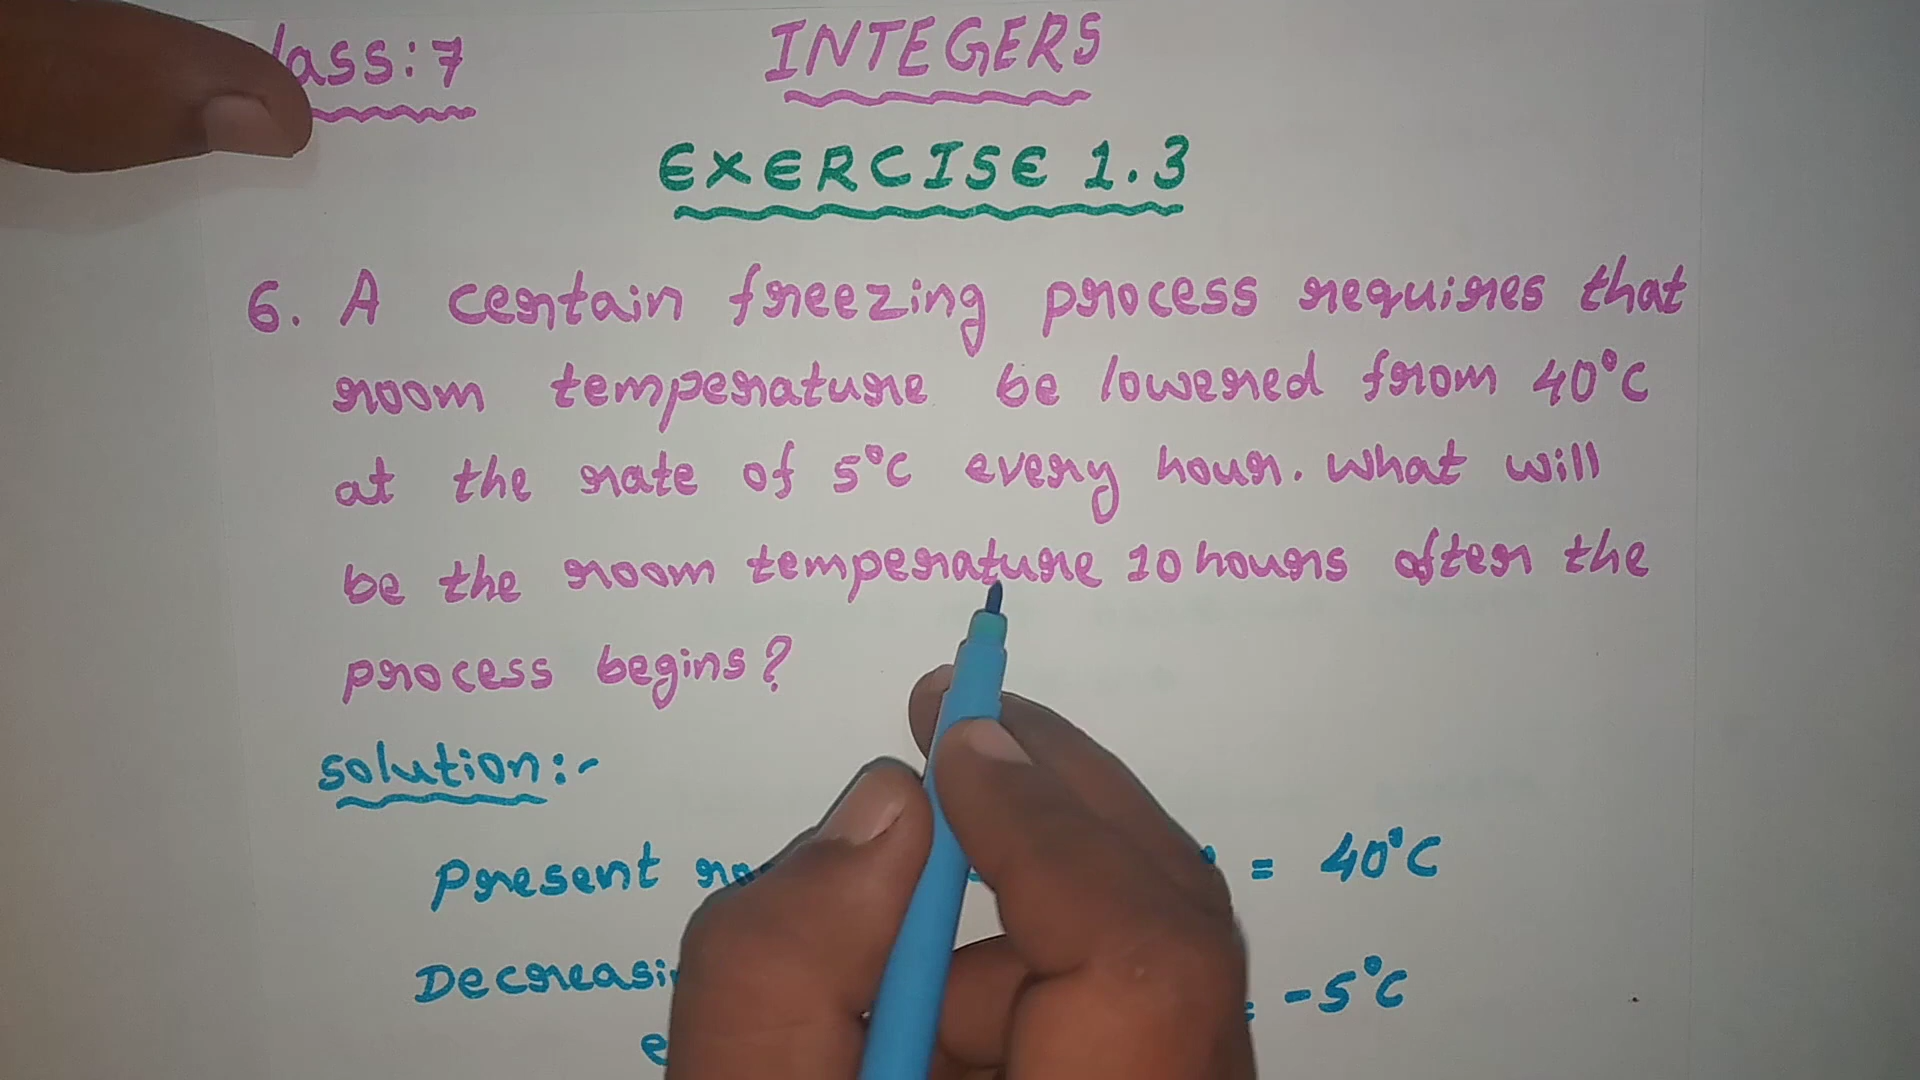 lass:7
INTEGERS
EXERCISE 1.3
6. A certain freezing process requires that
room temperature be lowered from 40°C
at the rate of 5°C every hour. What will
be the room temperature 10 hours after the
process begins?
Solution:-
Present = 40°C
= -5°C